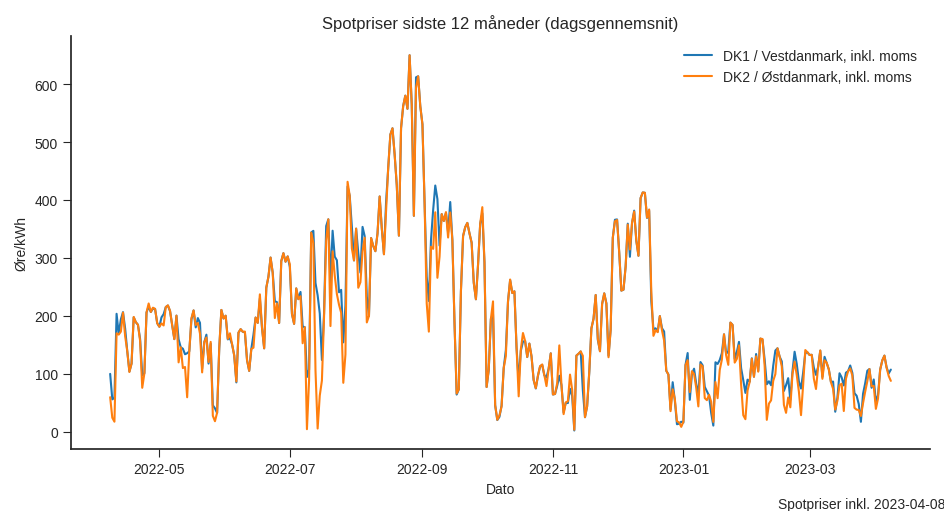 Spotpriser sidste 12 måneder (dagsgennemsnit)
DK1 / Vestdanmark, inkl. moms
DK2 / Østdanmark, inkl. moms
Øre/kWh
600
500
400
300
200
100
0
2022-05
2022-07
2022-09
2022-11
2023-01
2023-03
Dato
Spotpriser inkl. 2023-04-08